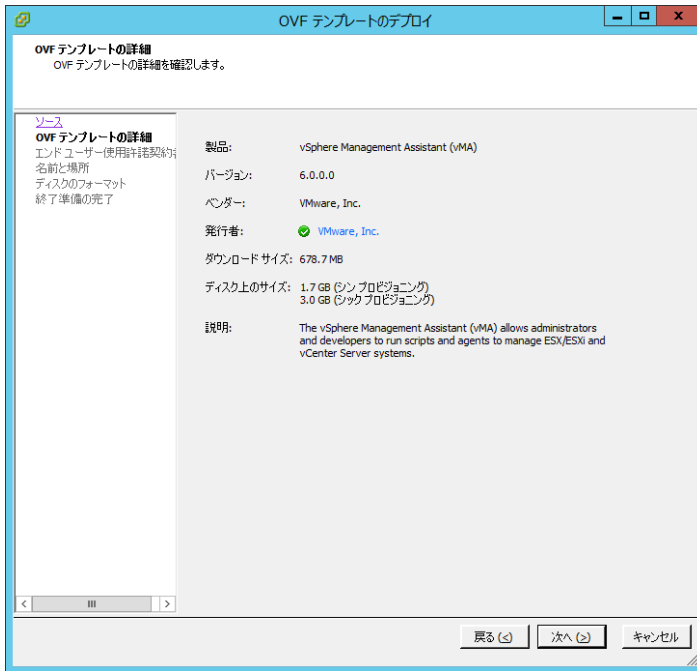 OVF テンプレートのデプロイ
OVF テンプレートの詳細
OVF テンプレートの詳細を確認します。
ソース
OVF テンプレートの詳細
エンド ユーザー使用許諾契約
名前と場所
ディスクのフォーマット
終了準備の完了
製品: vSphere Management Assistant (vMA)
バージョン: 6.0.0.0
ベンダー: VMware, Inc.
発行者: VMware, Inc.
ダウンロード サイズ: 678.7 MB
ディスク上のサイズ: 1.7 GB (シン プロビジョニング)
3.0 GB (シック プロビジョニング)
説明: The vSphere Management Assistant (vMA) allows administrators
and developers to run scripts and agents to manage ESX/ESXi and
vCenter Server systems.
戻る (<) 次へ (>) キャンセル